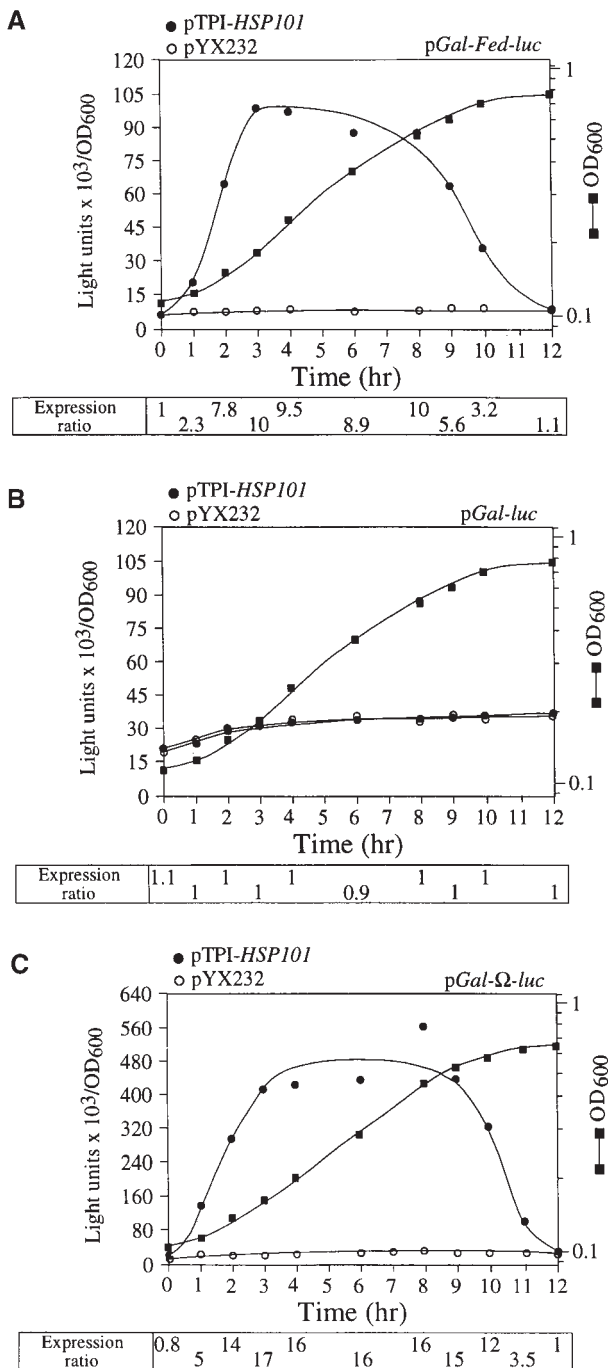 A
● pTPI-HSP101
○ pYX232
pGal-Fed-luc
Light units x 10³/OD₆₀₀
120
105
90
75
60
45
30
15
0
1
0.1
OD₆₀₀
0 1 2 3 4 5 6 7 8 9 10 11 12
Time (hr)
Expression ratio
1 2.3 7.8 10 9.5 8.9 10 5.6 3.2 1.1
B
● pTPI-HSP101
○ pYX232
pGal-luc
Light units x 10³/OD₆₀₀
120
105
90
75
60
45
30
15
0
1
0.1
OD₆₀₀
0 1 2 3 4 5 6 7 8 9 10 11 12
Time (hr)
Expression ratio
1.1 1 1 1 1 0.9 1 1 1 1
C
● pTPI-HSP101
○ pYX232
pGal-Ω-luc
Light units x 10³/OD₆₀₀
640
560
480
400
320
240
160
80
0
1
0.1
OD₆₀₀
0 1 2 3 4 5 6 7 8 9 10 11 12
Time (hr)
Expression ratio
0.8 5 14 17 16 16 16 15 12 3.5 1